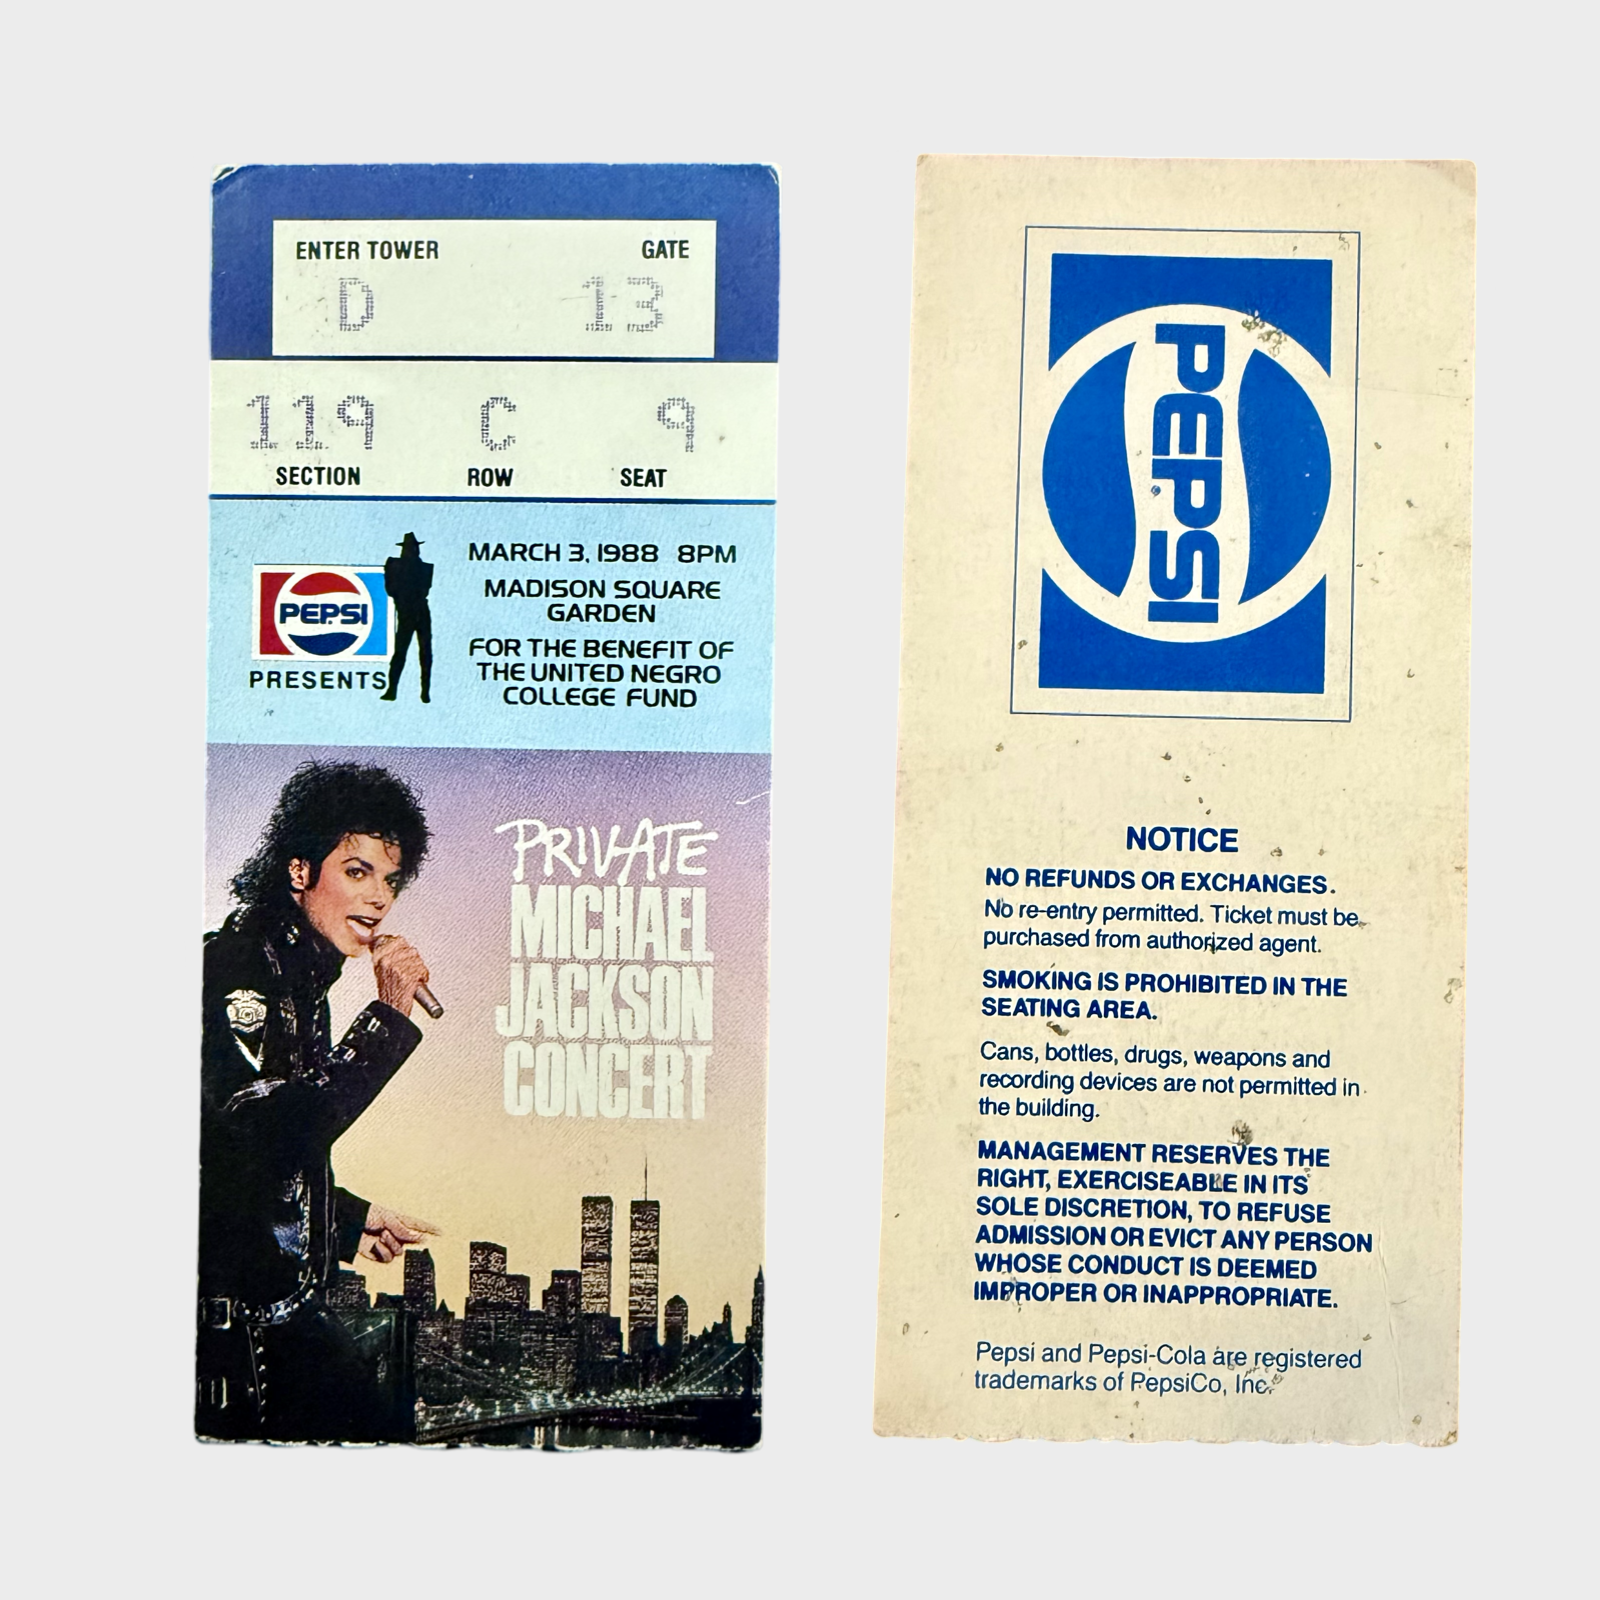 ENTER TOWER GATE
D 13
119 C 9
SECTION ROW SEAT
PEPSI
PRESENTS
MARCH 3, 1988 8PM
MADISON SQUARE
GARDEN
FOR THE BENEFIT OF
THE UNITED NEGRO
COLLEGE FUND
PRIVATE
MICHAEL
JACKSON
CONCERT
PEPSI
NOTICE
NO REFUNDS OR EXCHANGES.
No re-entry permitted. Ticket must be
purchased from authorized agent.
SMOKING IS PROHIBITED IN THE
SEATING AREA.
Cans, bottles, drugs, weapons and
recording devices are not permitted in
the building.
MANAGEMENT RESERVES THE
RIGHT, EXERCISEABLE IN ITS
SOLE DISCRETION, TO REFUSE
ADMISSION OR EVICT ANY PERSON
WHOSE CONDUCT IS DEEMED
IMPROPER OR INAPPROPRIATE.
Pepsi and Pepsi-Cola are registered
trademarks of PepsiCo, Inc.